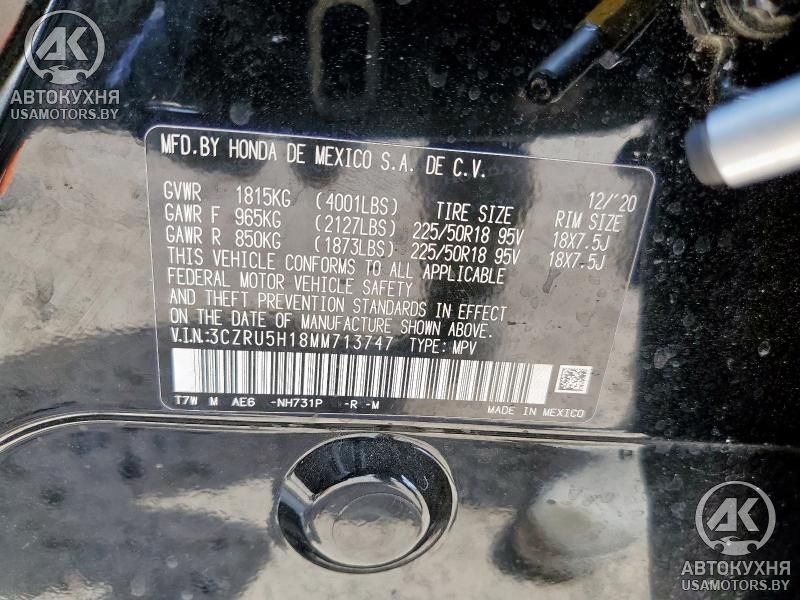 АК
АВТОКУХНЯ
USAMOTORS.BY
MFD.BY HONDA DE MEXICO S.A. DE C.V.
GVWR 1815KG (4001LBS) 12/'20
GAWR F 965KG (2127LBS) TIRE SIZE RIM SIZE
GAWR R 850KG (1873LBS) 225/50R18 95V 18X7.5J
225/50R18 95V 18X7.5J
THIS VEHICLE CONFORMS TO ALL APPLICABLE
FEDERAL MOTOR VEHICLE SAFETY
AND THEFT PREVENTION STANDARDS IN EFFECT
ON THE DATE OF MANUFACTURE SHOWN ABOVE.
V.I.N:3CZRU5H18MM713747 TYPE: MPV
T7W M AE6 -NH731P -R -M MADE IN MEXICO
АК
АВТОКУХНЯ
USAMOTORS.BY